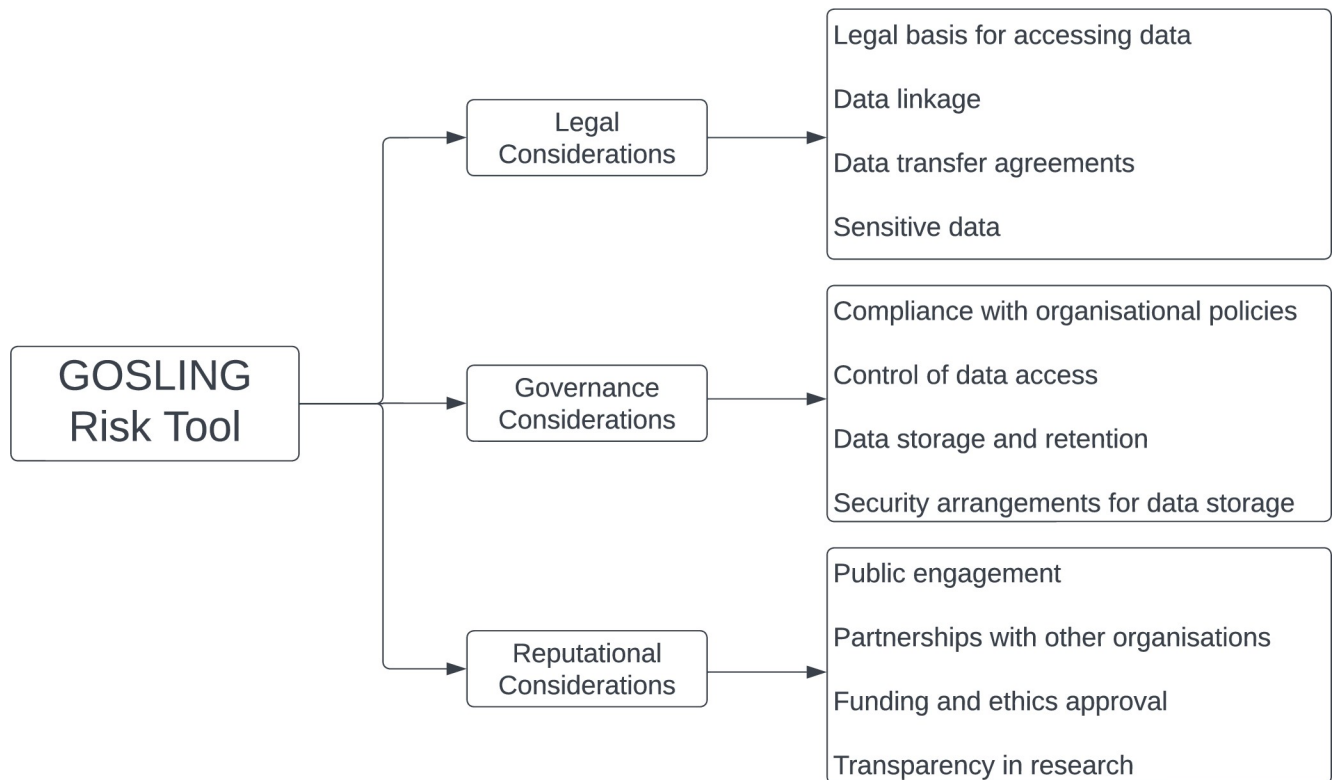 GOSLING
Risk Tool
Legal
Considerations
Legal basis for accessing data
Data linkage
Data transfer agreements
Sensitive data
Governance
Considerations
Compliance with organisational policies
Control of data access
Data storage and retention
Security arrangements for data storage
Reputational
Considerations
Public engagement
Partnerships with other organisations
Funding and ethics approval
Transparency in research